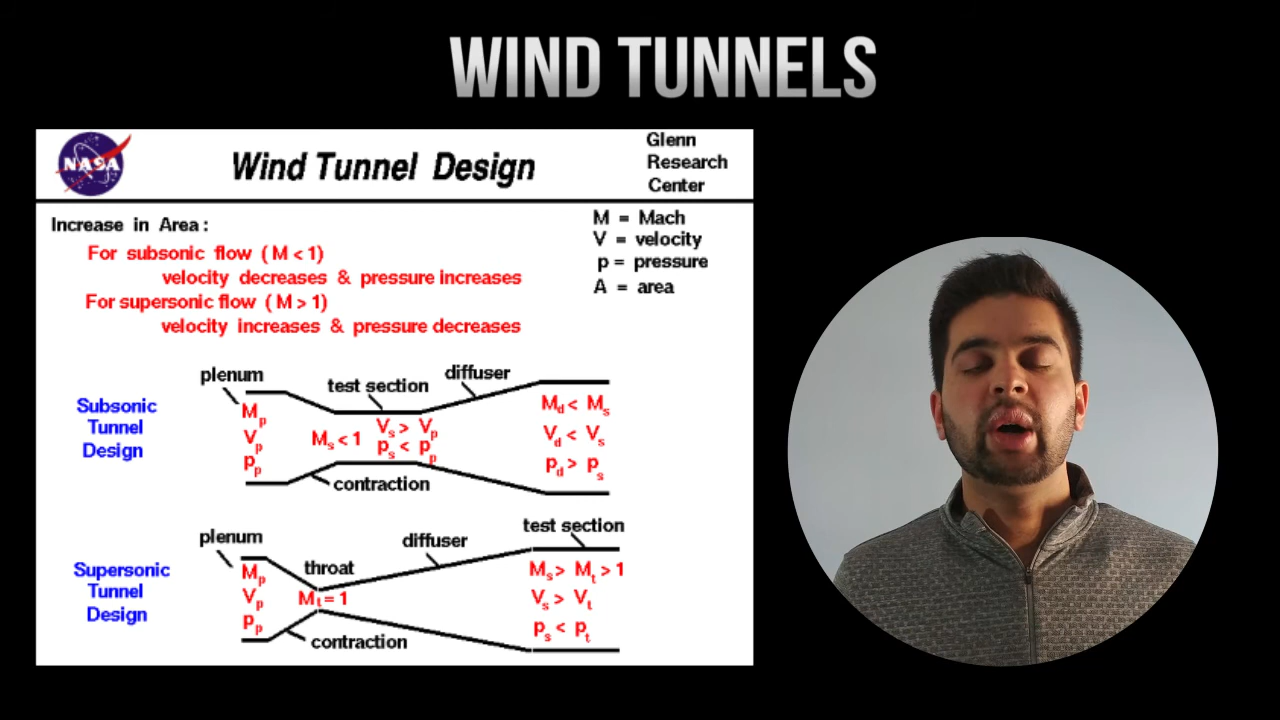 WIND TUNNELS
NASA
Wind Tunnel Design
Glenn
Research
Center
Increase in Area :
For subsonic flow ( M < 1)
velocity decreases & pressure increases
For supersonic flow ( M > 1)
velocity increases & pressure decreases
M = Mach
V = velocity
p = pressure
A = area
Subsonic
Tunnel
Design
plenum
test section
diffuser
Mp
Vp
pp
Ms < 1
Vs > Vp
ps < pp
contraction
Md < Ms
Vd < Vs
pd > ps
Supersonic
Tunnel
Design
plenum
throat
diffuser
test section
Mp
Vp
pp
Mt = 1
contraction
Ms > Mt > 1
Vs > Vt
ps < pt